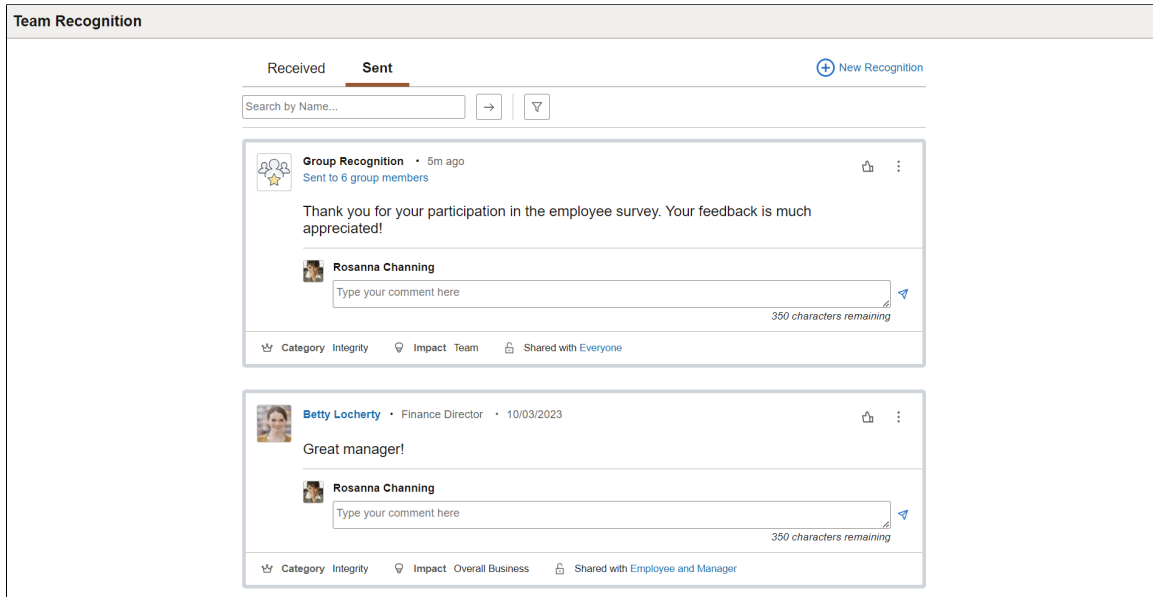 Team Recognition
Received Sent New Recognition
Search by Name...
Group Recognition • 5m ago
Sent to 6 group members
Thank you for your participation in the employee survey. Your feedback is much
appreciated!
Rosanna Channing
Type your comment here
350 characters remaining
Category Integrity Impact Team Shared with Everyone
Betty Locherty • Finance Director • 10/03/2023
Great manager!
Rosanna Channing
Type your comment here
350 characters remaining
Category Integrity Impact Overall Business Shared with Employee and Manager